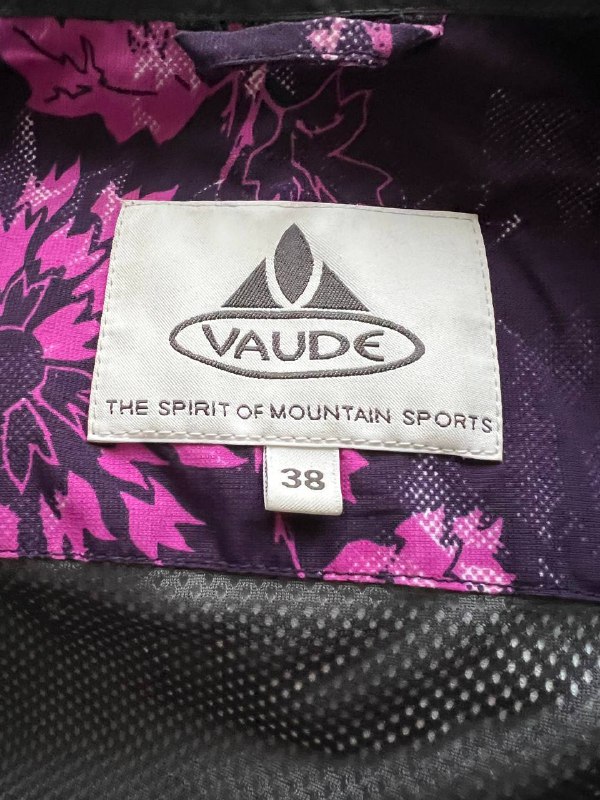 VAUDE
THE SPIRIT OF MOUNTAIN SPORTS
38